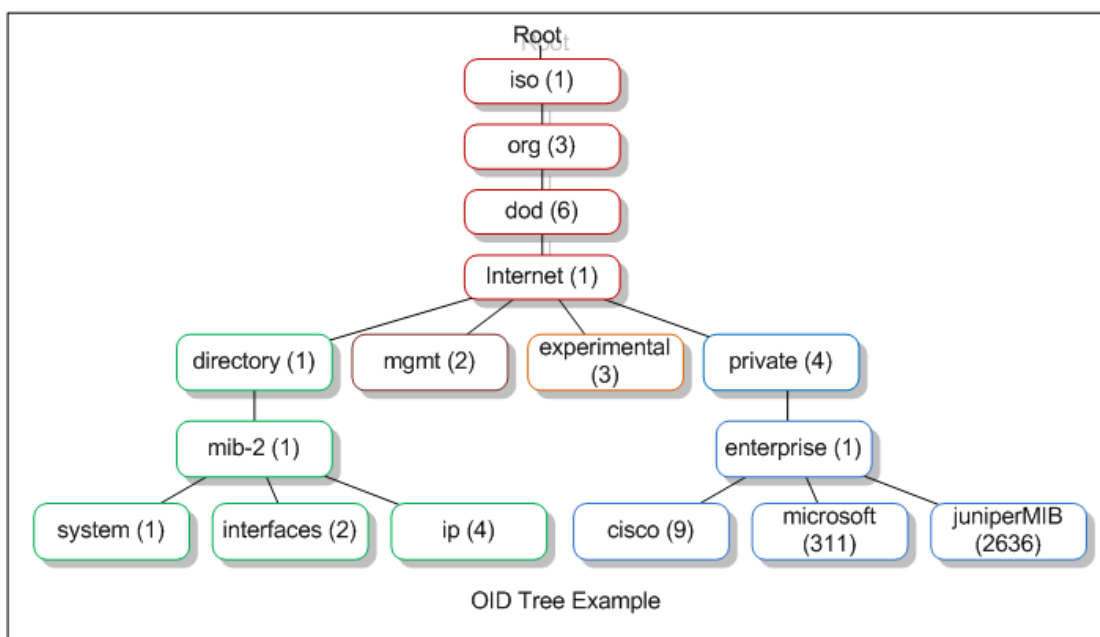 Root
iso (1)
org (3)
dod (6)
Internet (1)
directory (1)
mgmt (2)
experimental
(3)
private (4)
mib-2 (1)
enterprise (1)
system (1)
interfaces (2)
ip (4)
cisco (9)
microsoft
(311)
juniperMIB
(2636)
OID Tree Example